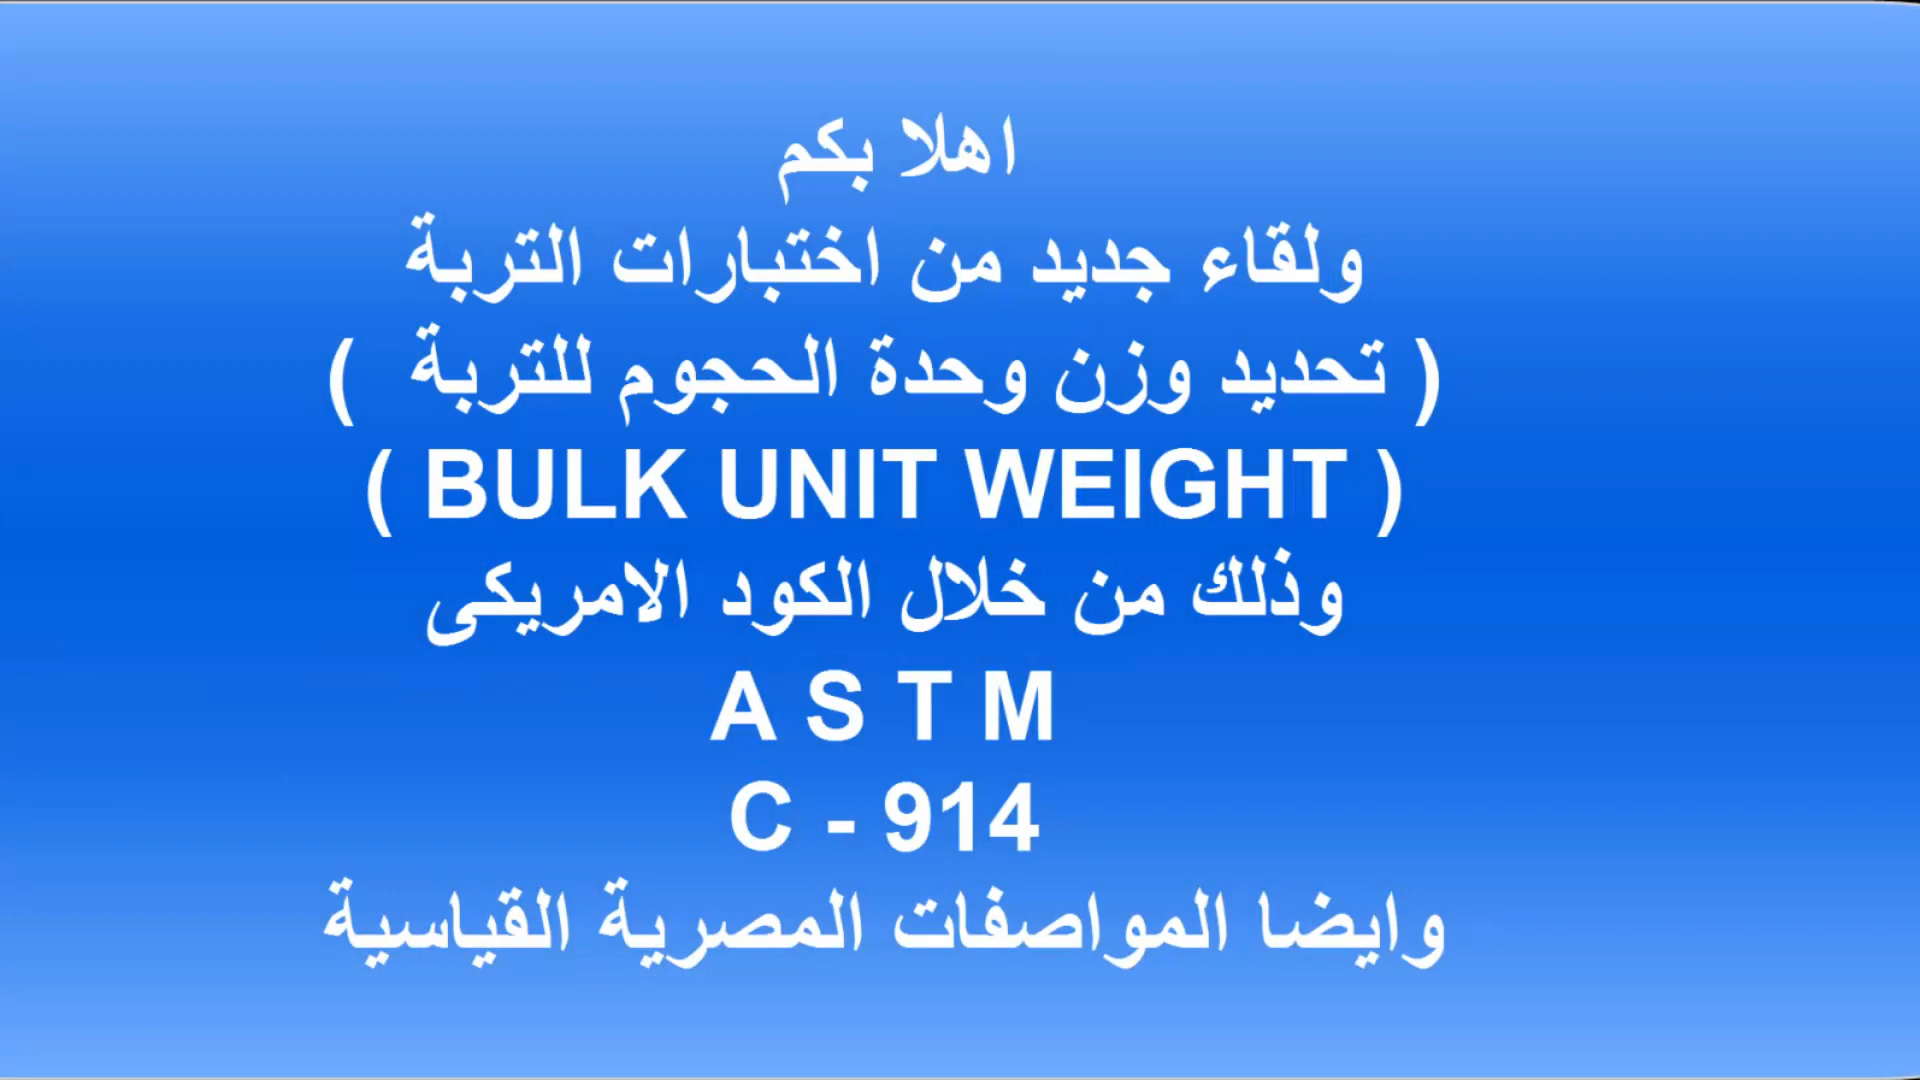 اهلا بكم
ولقاء جديد من اختبارات التربة
( تحديد وزن وحدة الحجوم للتربة )
( BULK UNIT WEIGHT )
وذلك من خلال الكود الامريكى
A S T M
C - 914
وايضا المواصفات المصرية القياسية